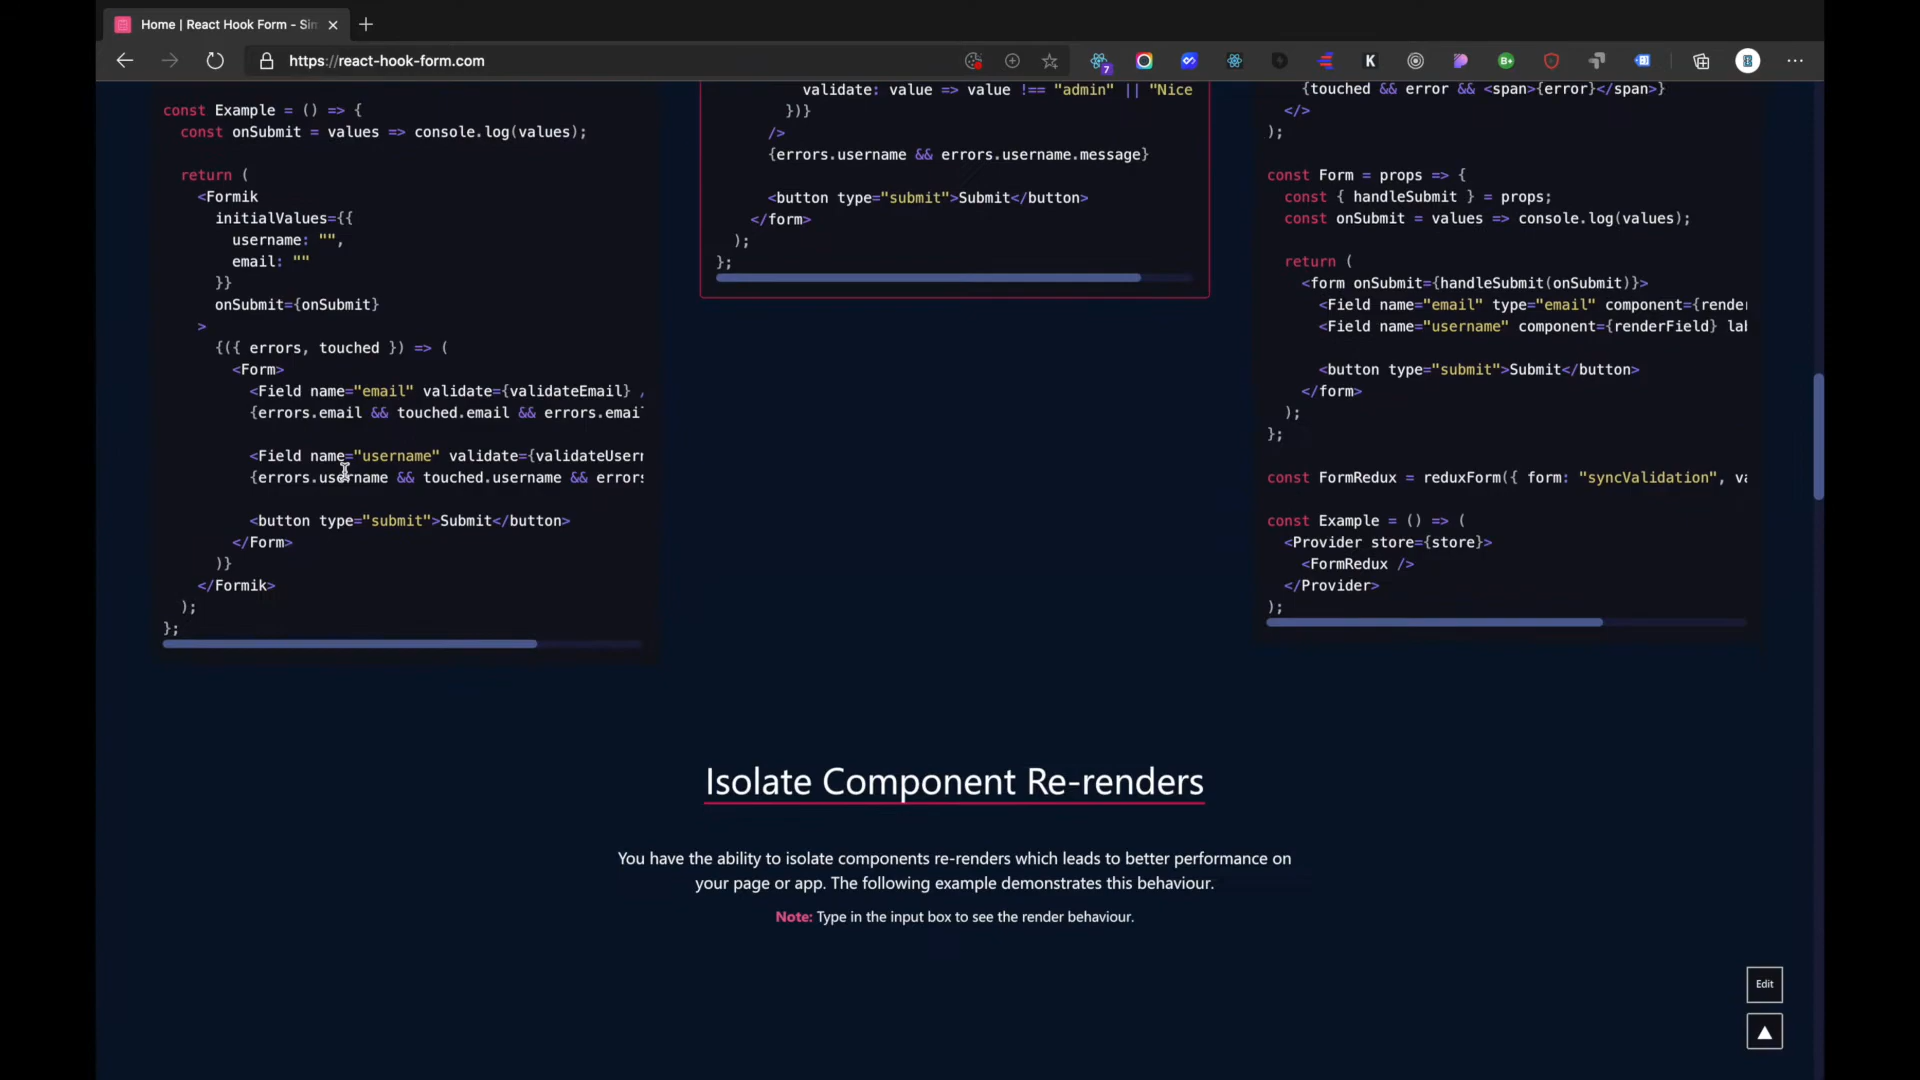 Home | React Hook Form - Sim
https://react-hook-form.com
7
K
B+
const Example = () => {
const onSubmit = values => console.log(values);
return (
<Formik
initialValues={{
username: "",
email: ""
}}
onSubmit={onSubmit}
>
{({ errors, touched }) => (
<Form>
<Field name="email" validate={validateEmail} /
{errors.email && touched.email && errors.email
<Field name="username" validate={validateUsern
{errors.username && touched.username && errors
<button type="submit">Submit</button>
</Form>
)}
</Formik>
);
};
validate: value => value !== "admin" || "Nice
})}
/>
{errors.username && errors.username.message}
<button type="submit">Submit</button>
</form>
);
};
{touched && error && <span>{error}</span>}
</>
);
const Form = props => {
const { handleSubmit } = props;
const onSubmit = values => console.log(values);
return (
<form onSubmit={handleSubmit(onSubmit)}>
<Field name="email" type="email" component={render
<Field name="username" component={renderField} lab
<button type="submit">Submit</button>
</form>
);
};
const FormRedux = reduxForm({ form: "syncValidation", va
const Example = () => (
<Provider store={store}>
<FormRedux />
</Provider>
);
Isolate Component Re-renders
You have the ability to isolate components re-renders which leads to better performance on
your page or app. The following example demonstrates this behaviour.
Note: Type in the input box to see the render behaviour.
Edit